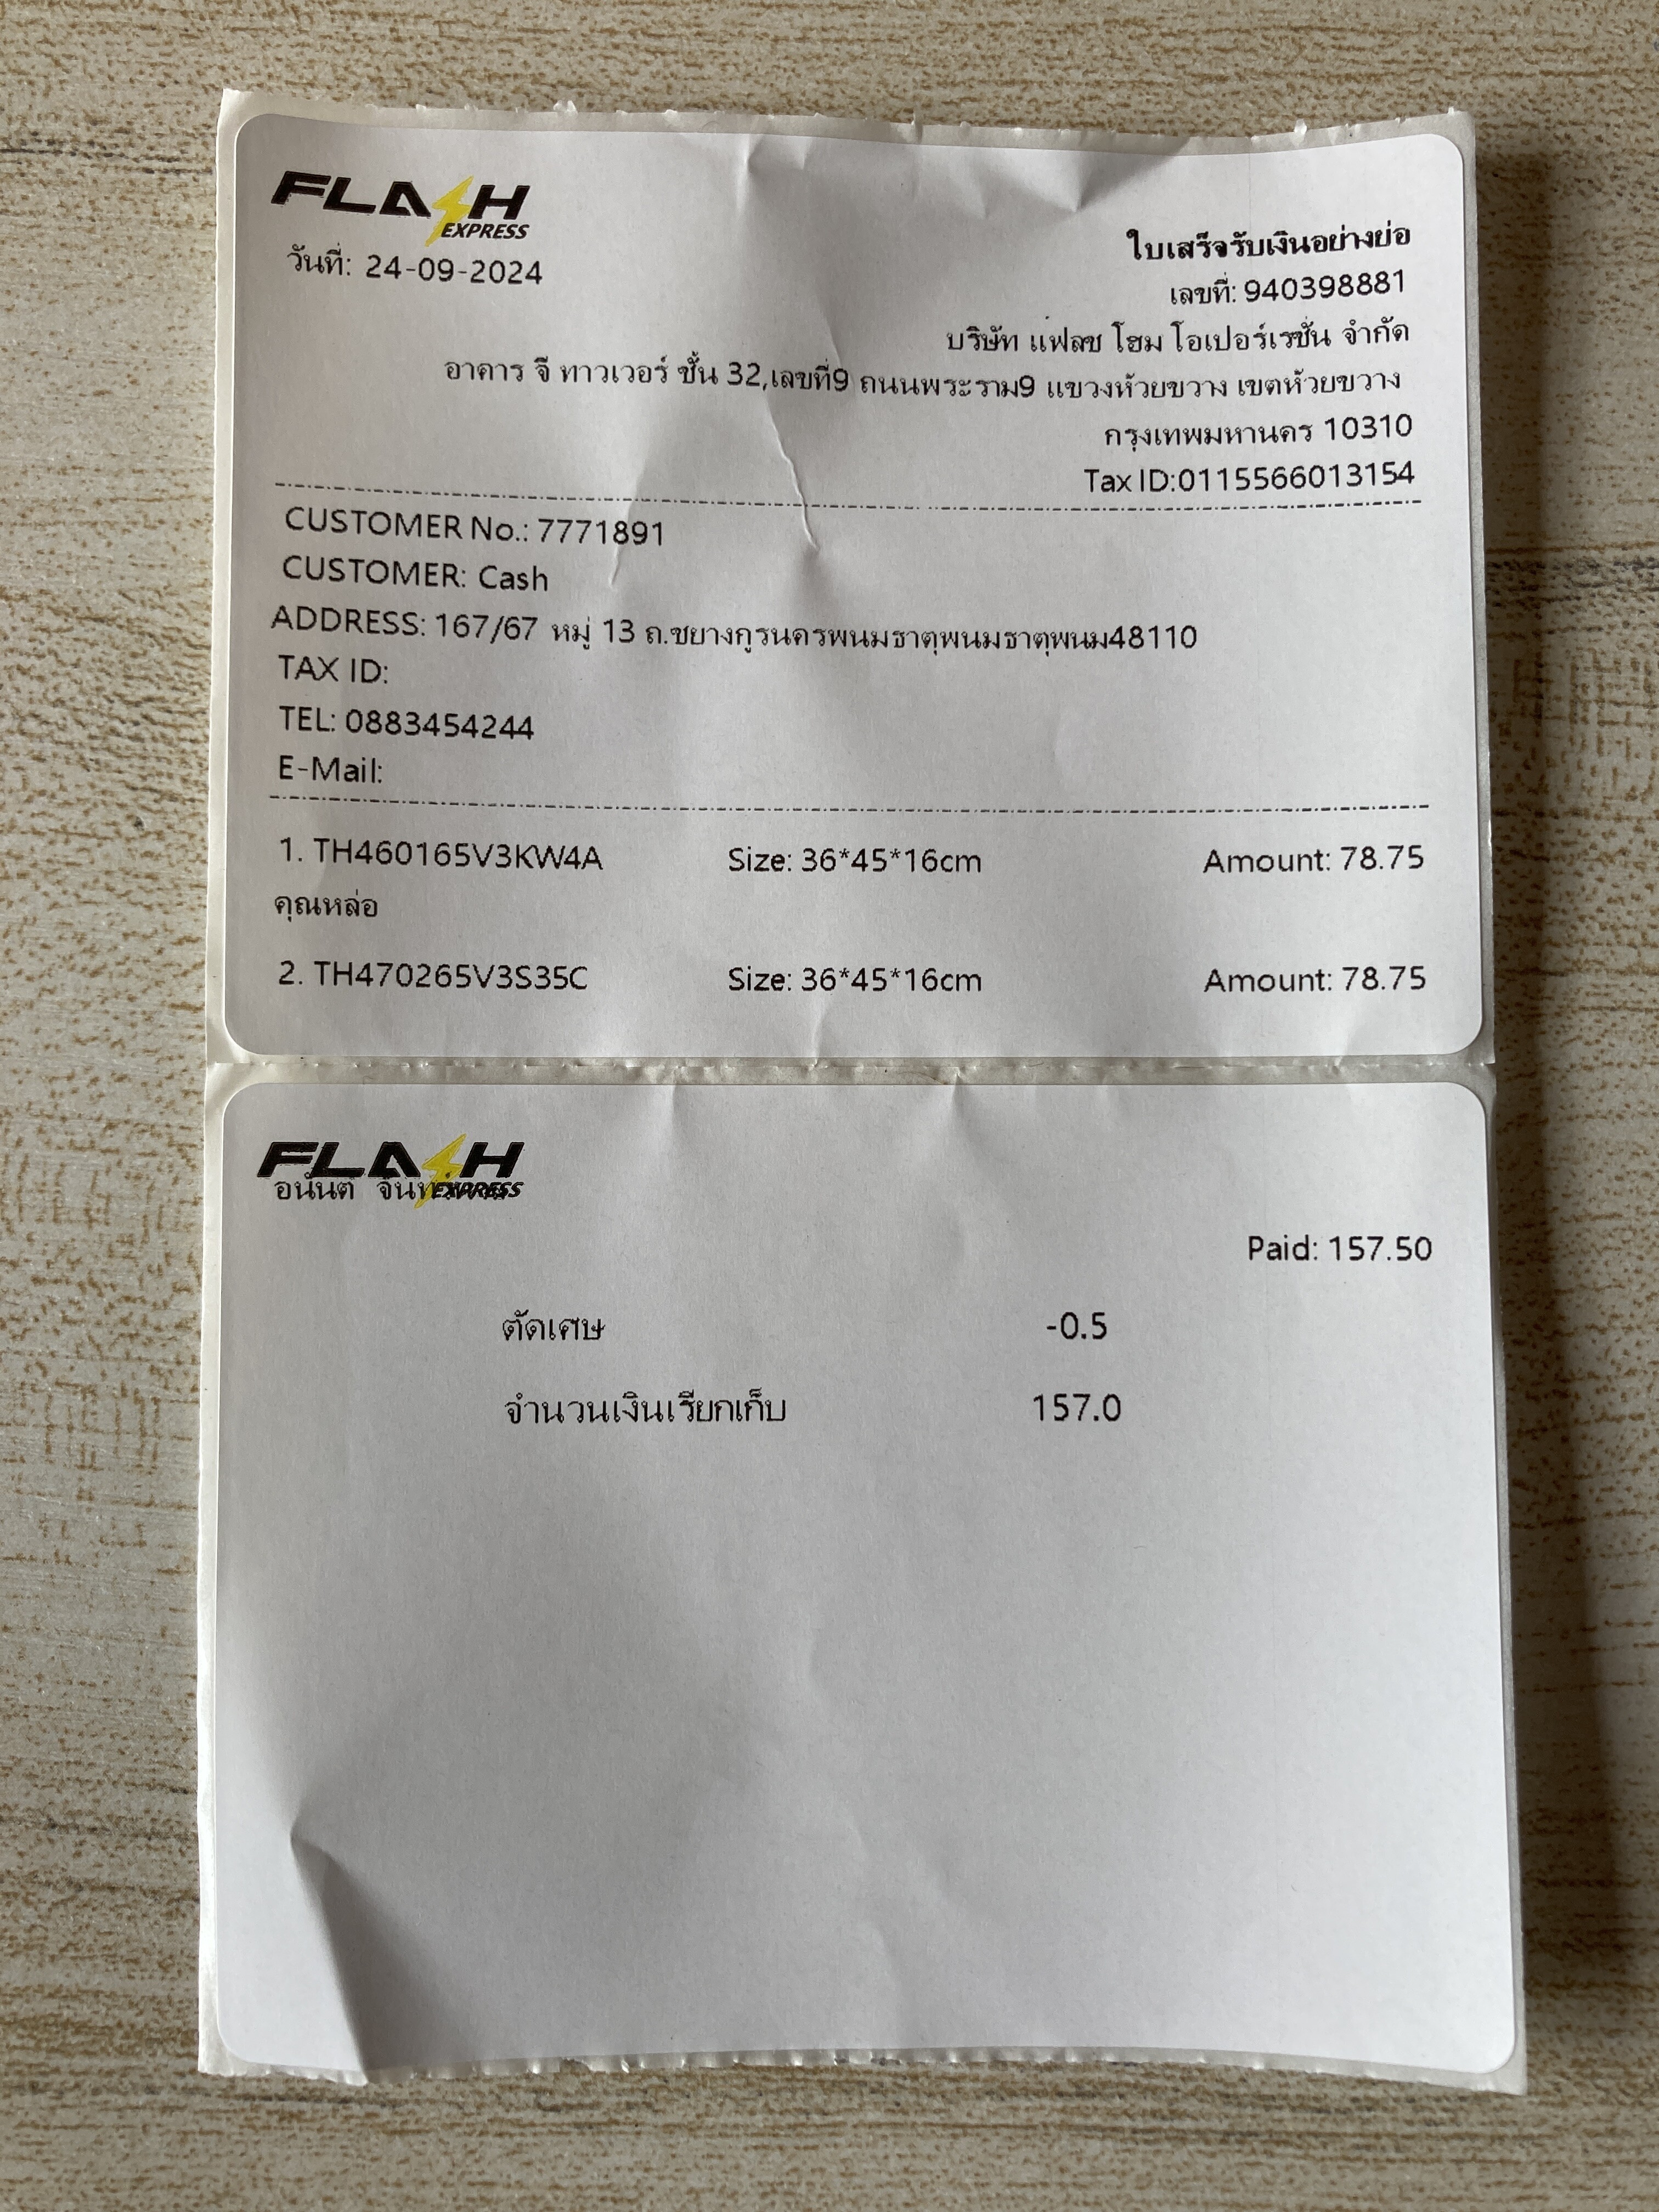 FLASH
EXPRESS
วันที่: 24-09-2024
ใบเสร็จรับเงินอย่างย่อ
เลขที่: 940398881
บริษัท แฟลช โฮม โอเปอร์เรชั่น จำกัด
อาคาร จี ทาวเวอร์ ชั้น 32,เลขที่9 ถนนพระราม9 แขวงห้วยขวาง เขตห้วยขวาง
กรุงเทพมหานคร 10310
Tax ID:0115566013154
CUSTOMER No.: 7771891
CUSTOMER: Cash
ADDRESS: 167/67 หมู่ 13 ถ.ชยางกูรนครพนมธาตุพนมธาตุพนม48110
TAX ID:
TEL: 0883454244
E-Mail:
1. TH460165V3KW4A Size: 36*45*16cm Amount: 78.75
คุณหล่อ
2. TH470265V3S35C Size: 36*45*16cm Amount: 78.75
FLASH
EXPRESS
อนันต์
Paid: 157.50
ตัดเศษ -0.5
จำนวนเงินเรียกเก็บ 157.0